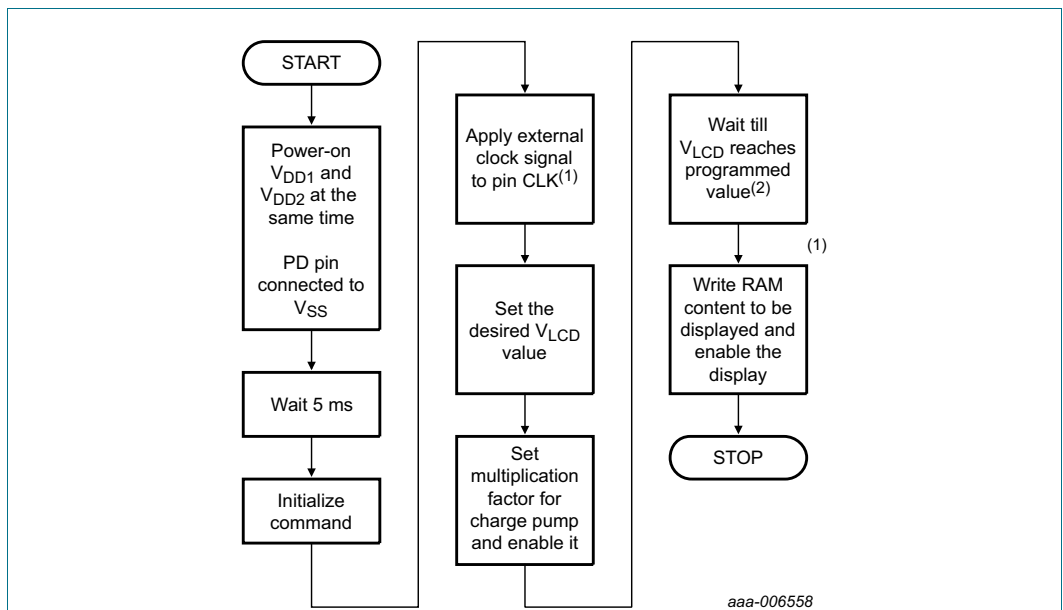 START
Power-on
VDD1 and
VDD2 at the
same time
PD pin
connected to
VSS
Wait 5 ms
Initialize
command
Apply external
clock signal
to pin CLK(1)
Set the
desired VLCD
value
Set
multiplication
factor for
charge pump
and enable it
Wait till
VLCD reaches
programmed
value(2)
(1)
Write RAM
content to be
displayed and
enable the
display
STOP
aaa-006558